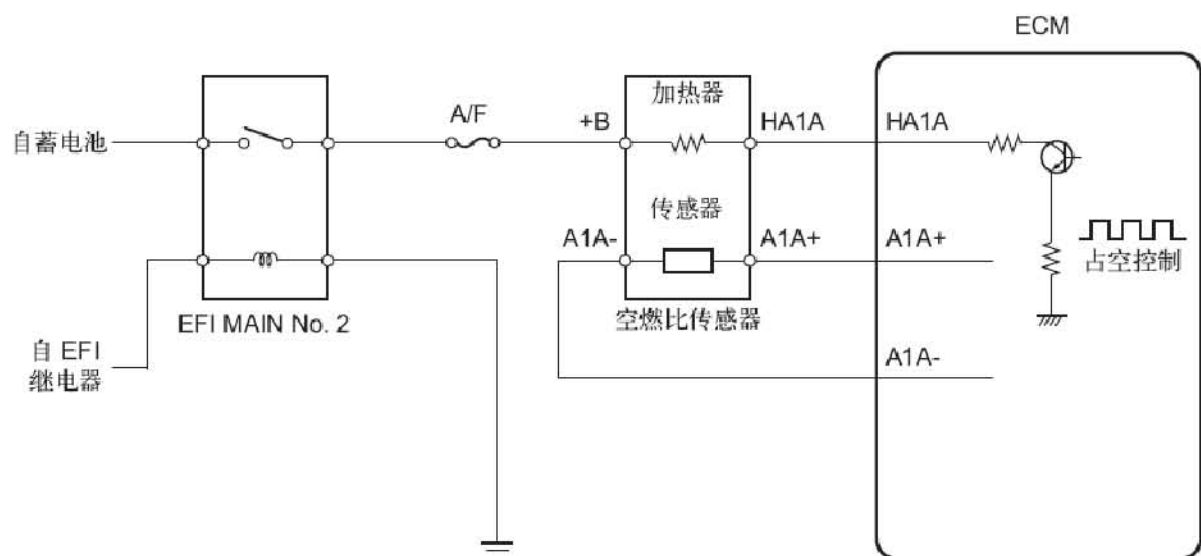 ECM
加热器
A/F
+B
HA1A
HA1A
自蓄电池
传感器
A1A-
A1A+
A1A+
占空控制
空燃比传感器
EFI MAIN No. 2
自 EFI
继电器
A1A-